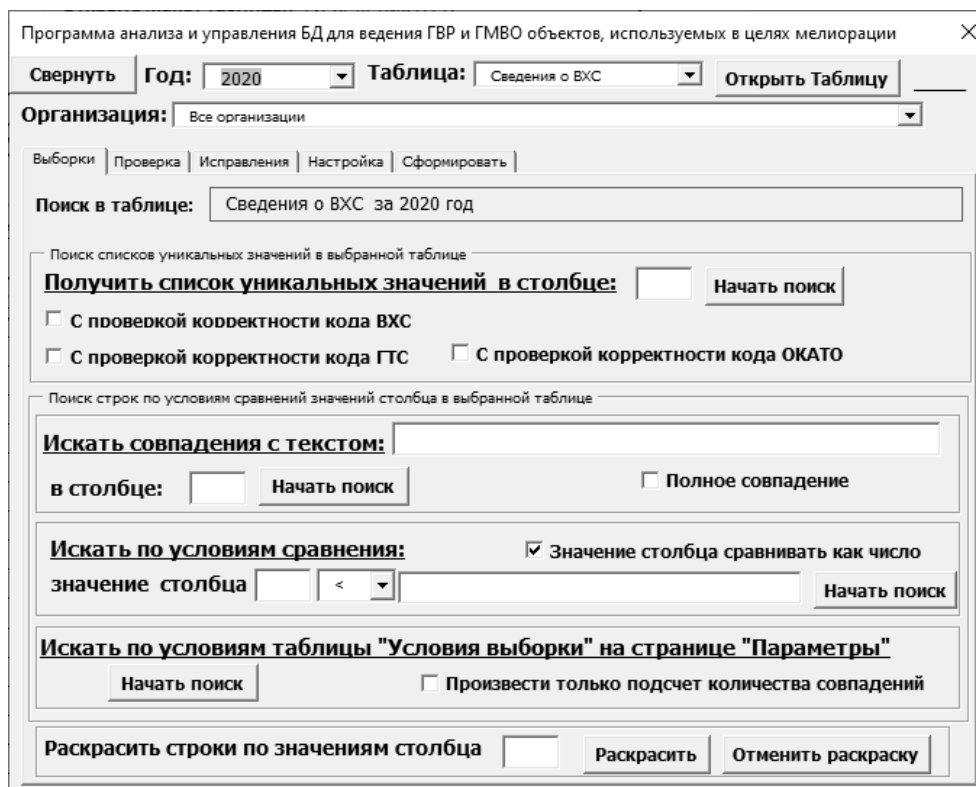 Программа анализа и управления БД для ведения ГВР и ГМВО объектов, используемых в целях мелиорации
Свернуть Год: 2020 Таблица: Сведения о ВХС Открыть Таблицу
Организация: Все организации
Выборки Проверка Исправления Настройка Сформировать
Поиск в таблице: Сведения о ВХС за 2020 год
Поиск списков уникальных значений в выбранной таблице
Получить список уникальных значений в столбце: Начать поиск
С проверкой корректности кода ВХС
С проверкой корректности кода ГТС С проверкой корректности кода ОКАТО
Поиск строк по условиям сравнений значений столбца в выбранной таблице
Искать совпадения с текстом:
в столбце: Начать поиск Полное совпадение
Искать по условиям сравнения: Значение столбца сравнивать как число
значение столбца < Начать поиск
Искать по условиям таблицы "Условия выборки" на странице "Параметры"
Начать поиск Произвести только подсчет количества совпадений
Раскрасить строки по значениям столбца Раскрасить Отменить раскраску